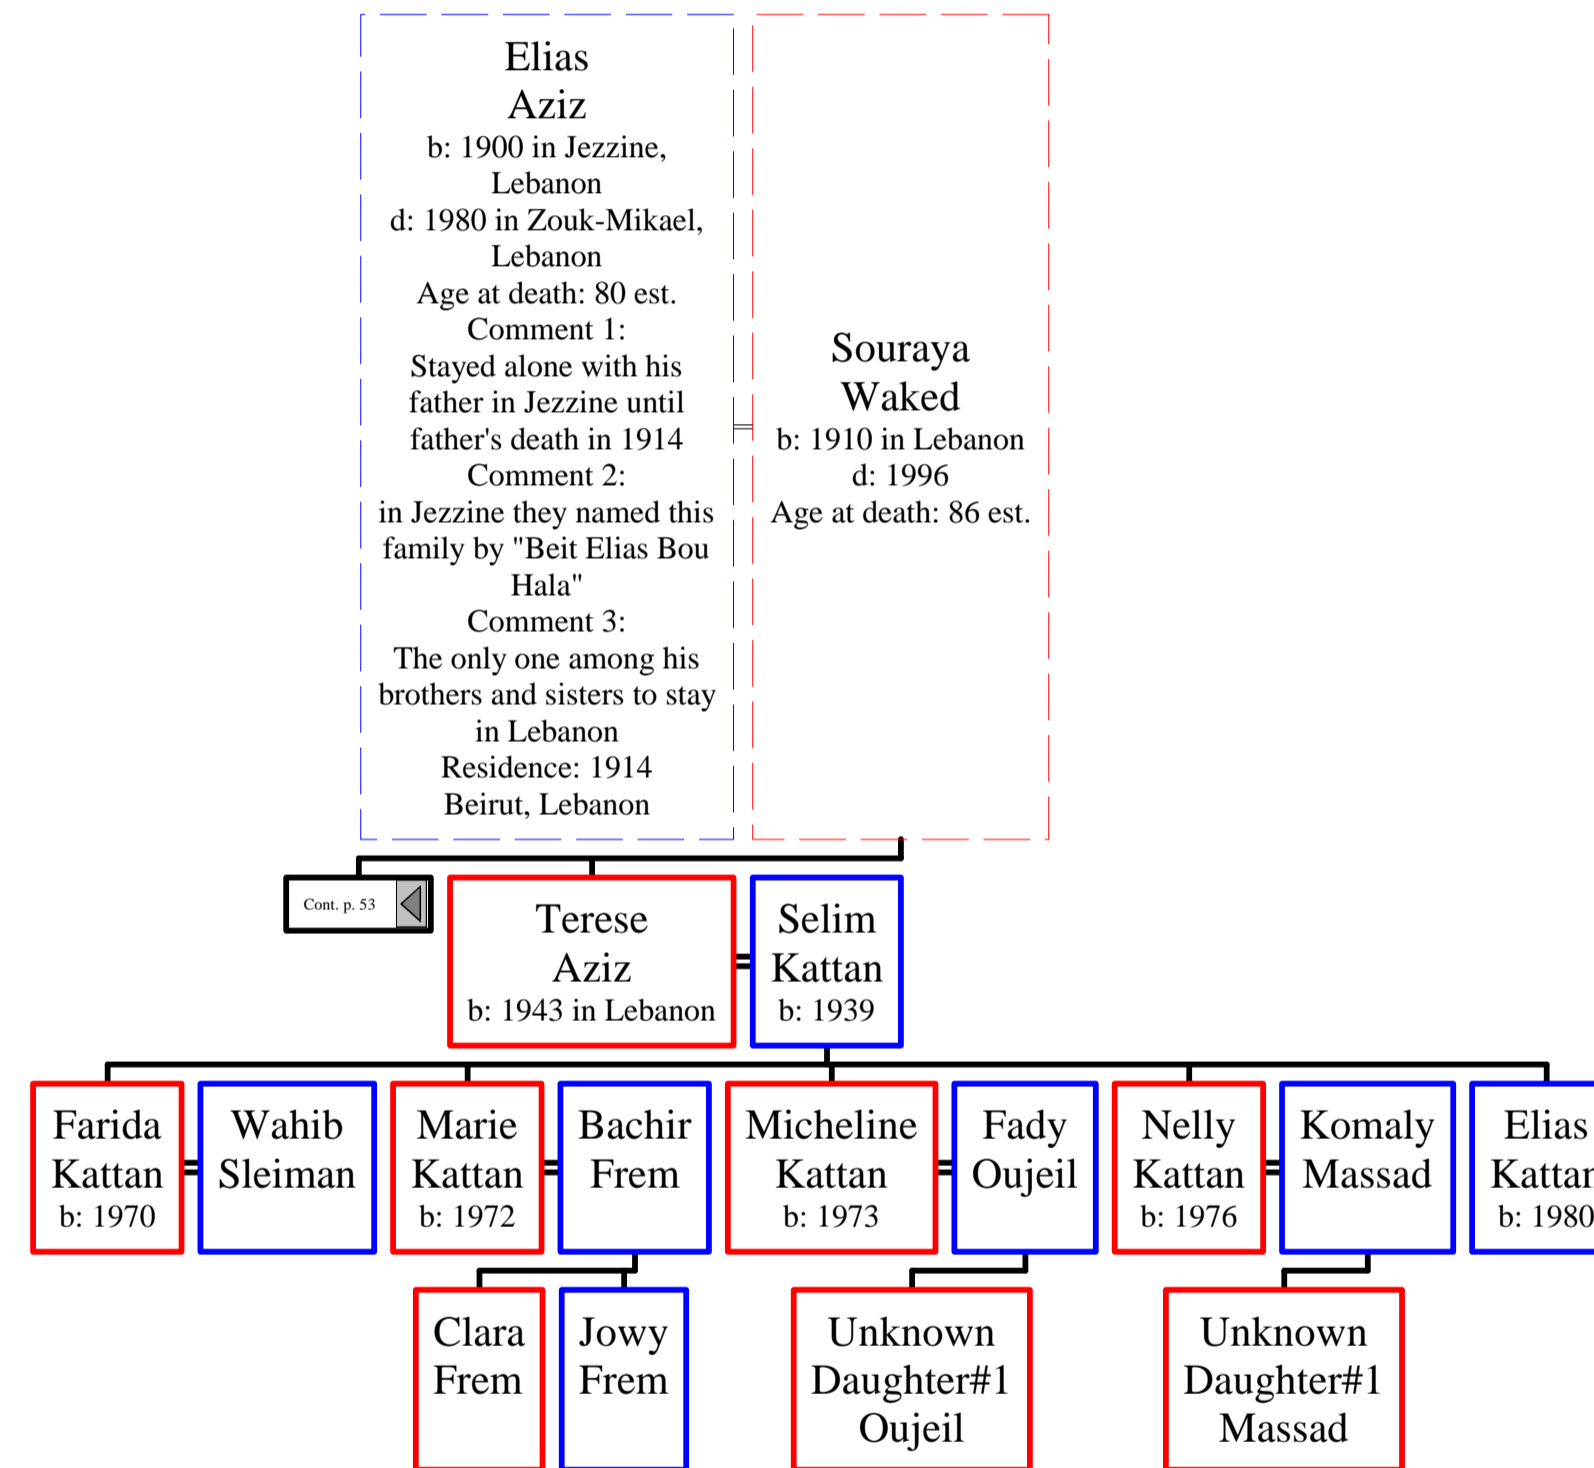 Elias
Aziz
b: 1900 in Jezzine,
Lebanon
d: 1980 in Zouk-Mikael,
Lebanon
Age at death: 80 est.
Comment 1:
Stayed alone with his
father in Jezzine until
father's death in 1914
Comment 2:
in Jezzine they named this
family by "Beit Elias Bou
Hala"
Comment 3:
The only one among his
brothers and sisters to stay
in Lebanon
Residence: 1914
Beirut, Lebanon
Souraya
Waked
b: 1910 in Lebanon
d: 1996
Age at death: 86 est.
Cont. p. 53
Terese
Aziz
b: 1943 in Lebanon
Selim
Kattan
b: 1939
Farida
Kattan
b: 1970
Wahib
Sleiman
Marie
Kattan
b: 1972
Bachir
Frem
Micheline
Kattan
b: 1973
Fady
Oujeil
Nelly
Kattan
b: 1976
Komaly
Massad
Elias
Kattan
b: 1980
Clara
Frem
Jowy
Frem
Unknown
Daughter#1
Oujeil
Unknown
Daughter#1
Massad